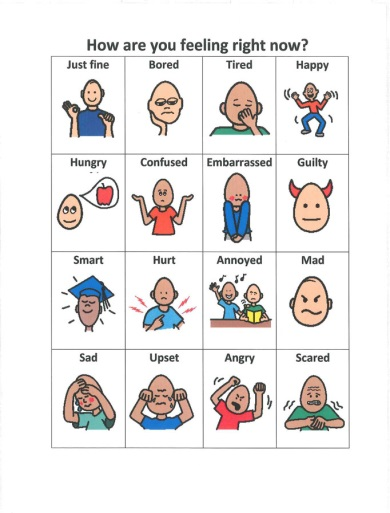 How are you feeling right now?
Just fine Bored Tired Happy
Hungry Confused Embarrassed Guilty
Smart Hurt Annoyed Mad
Sad Upset Angry Scared